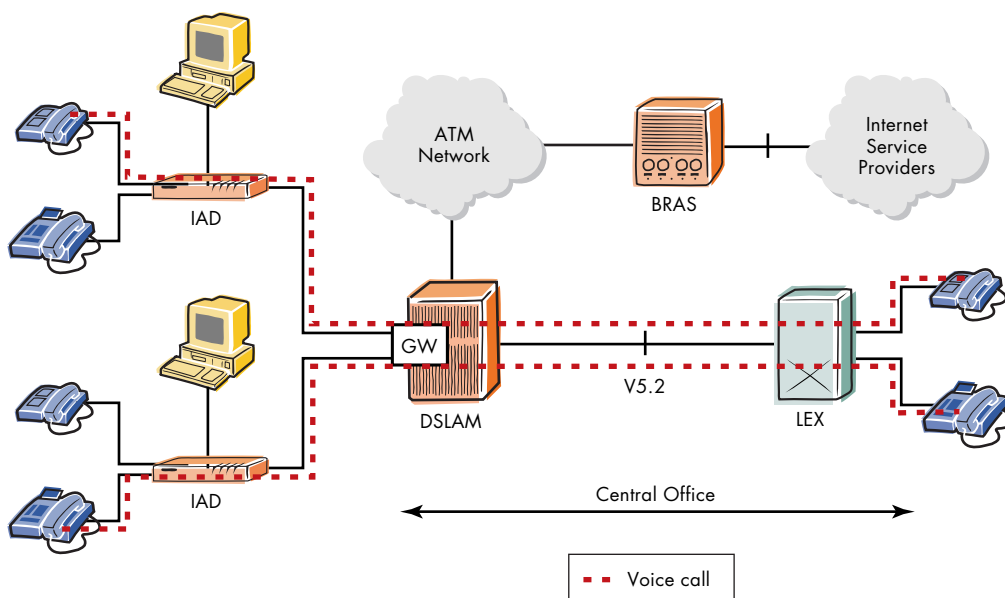 ATM
Network
Internet
Service
Providers
BRAS
IAD
GW
DSLAM
V5.2
LEX
IAD
Central Office
Voice call